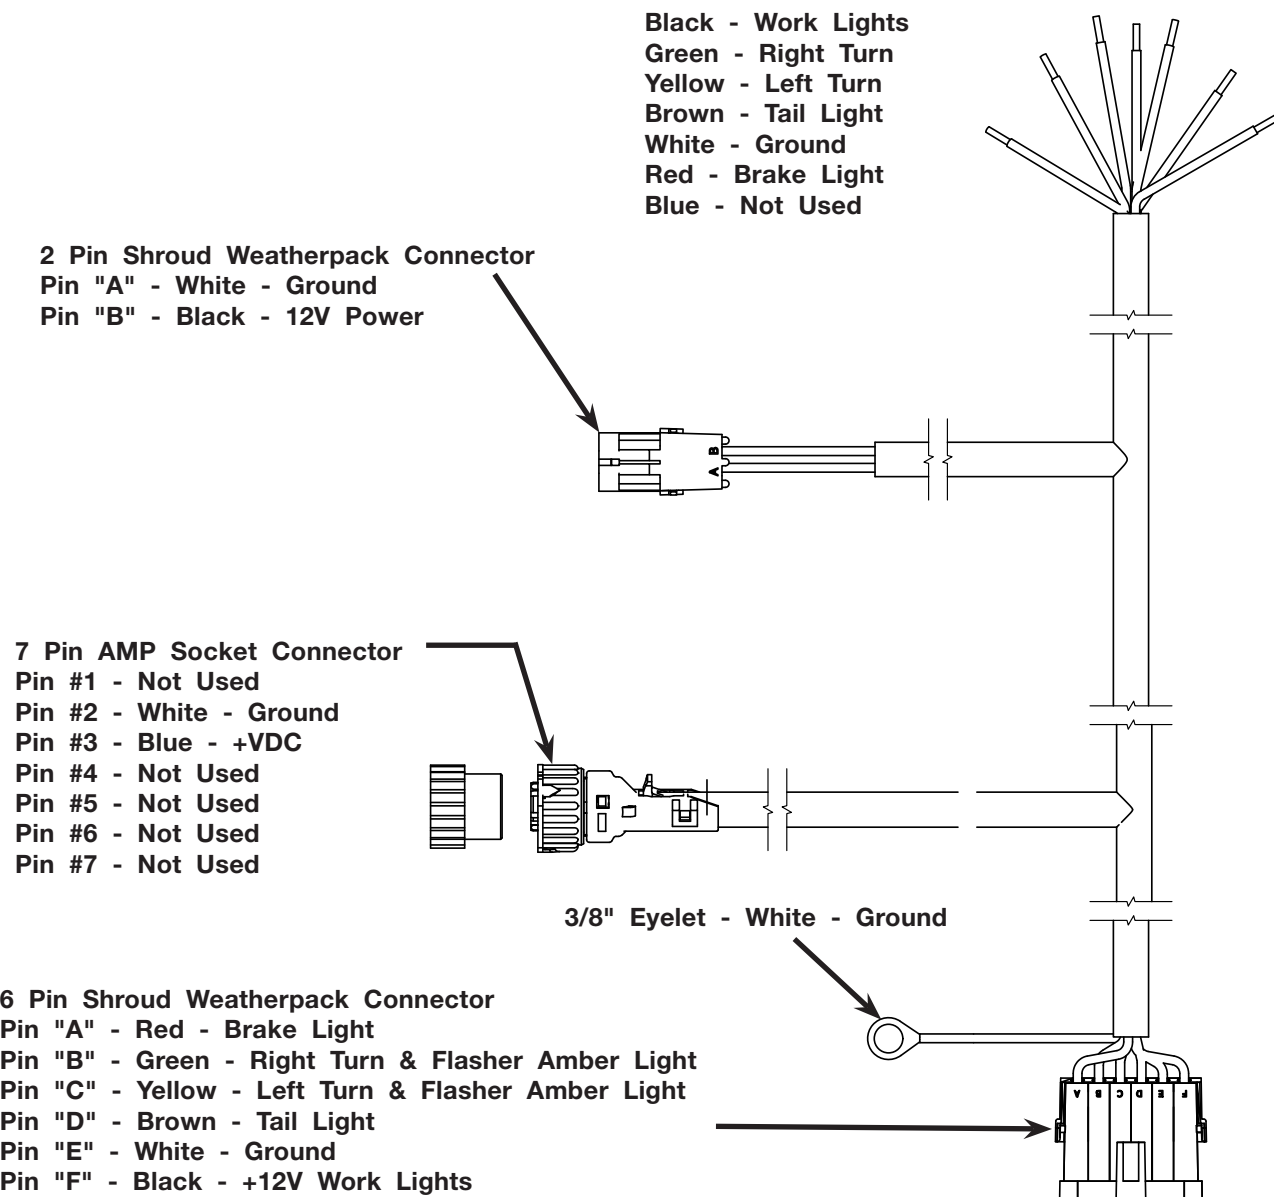 Black - Work Lights
Green - Right Turn
Yellow - Left Turn
Brown - Tail Light
White - Ground
Red - Brake Light
Blue - Not Used
2 Pin Shroud Weatherpack Connector
Pin "A" - White - Ground
Pin "B" - Black - 12V Power
B
A
7 Pin AMP Socket Connector
Pin #1 - Not Used
Pin #2 - White - Ground
Pin #3 - Blue - +VDC
Pin #4 - Not Used
Pin #5 - Not Used
Pin #6 - Not Used
Pin #7 - Not Used
3/8" Eyelet - White - Ground
6 Pin Shroud Weatherpack Connector
Pin "A" - Red - Brake Light
Pin "B" - Green - Right Turn & Flasher Amber Light
Pin "C" - Yellow - Left Turn & Flasher Amber Light
Pin "D" - Brown - Tail Light
Pin "E" - White - Ground
Pin "F" - Black - +12V Work Lights
A B C D E F